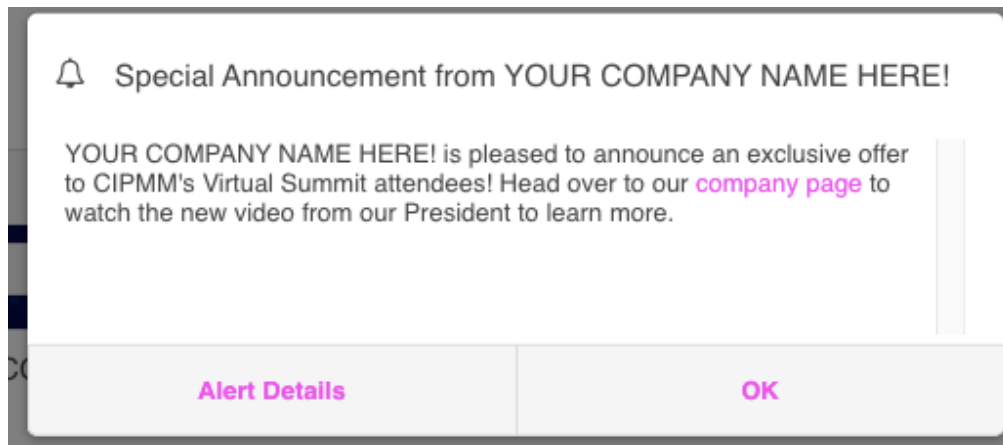 Special Announcement from YOUR COMPANY NAME HERE!
YOUR COMPANY NAME HERE! is pleased to announce an exclusive offer
to CIPMM's Virtual Summit attendees! Head over to our company page to
watch the new video from our President to learn more.
Alert Details
OK